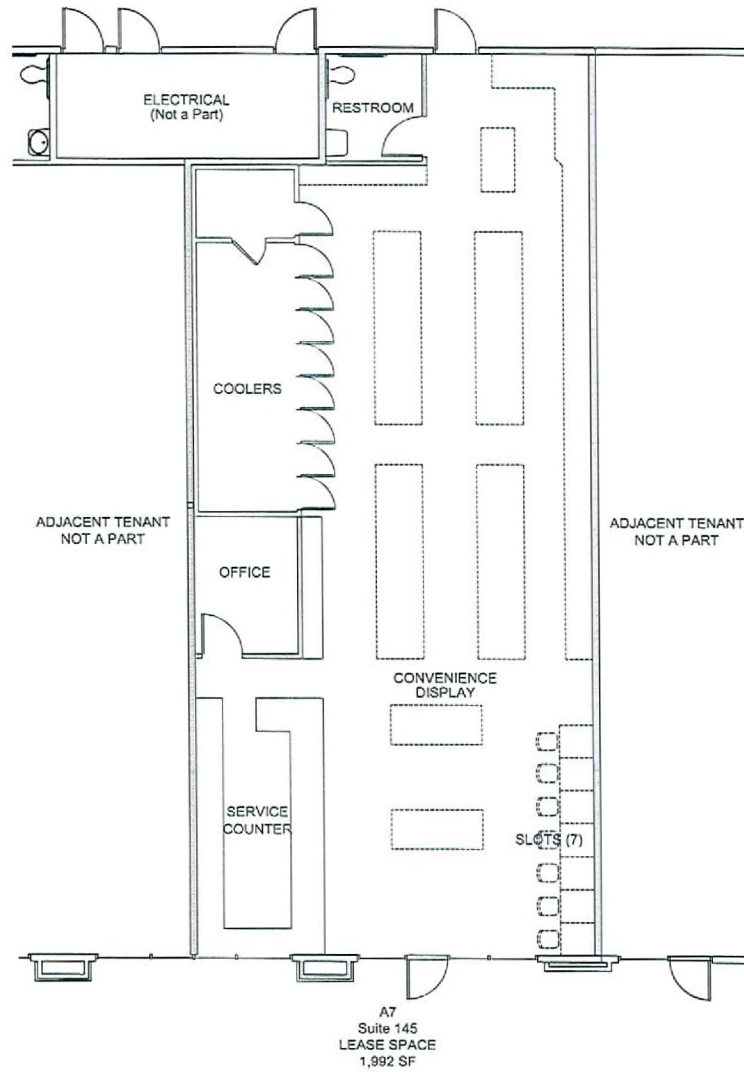 ELECTRICAL
(Not a Part)
RESTROOM
COOLERS
ADJACENT TENANT
NOT A PART
ADJACENT TENANT
NOT A PART
OFFICE
CONVENIENCE
DISPLAY
SERVICE
COUNTER
SLOTS (7)
A7
Suite 145
LEASE SPACE
1,992 SF